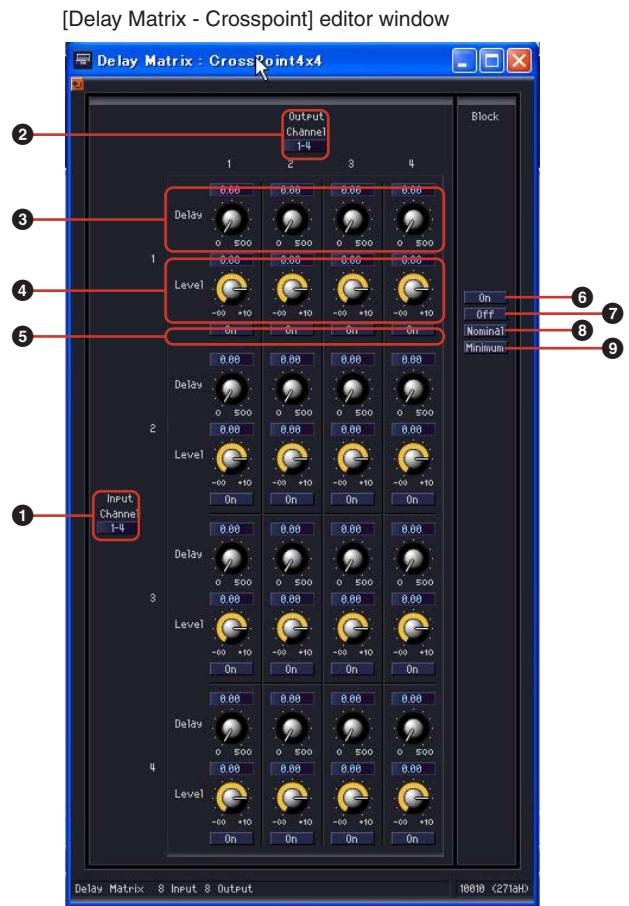 [Delay Matrix - Crosspoint] editor window
Delay Matrix : CrossPoint4x4
Output
Channel
1-4
Block
1 2 3 4
0.00 0.00 0.00 0.00
Delay
0 500 0 500 0 500 0 500
1
0.00 0.00 0.00 0.00
Level
-∞ +10 -∞ +10 -∞ +10 -∞ +10
On On On On
0.00 0.00 0.00 0.00
Delay
0 500 0 500 0 500 0 500
2
0.00 0.00 0.00 0.00
Level
-∞ +10 -∞ +10 -∞ +10 -∞ +10
On On On On
Input
Channel
1-4
0.00 0.00 0.00 0.00
Delay
0 500 0 500 0 500 0 500
3
0.00 0.00 0.00 0.00
Level
-∞ +10 -∞ +10 -∞ +10 -∞ +10
On On On On
0.00 0.00 0.00 0.00
Delay
0 500 0 500 0 500 0 500
4
0.00 0.00 0.00 0.00
Level
-∞ +10 -∞ +10 -∞ +10 -∞ +10
On On On On
On
Off
Nominal
Minimum
Delay Matrix 8 Input 8 Output
10010 (271aH)
❶
❷
❸
❹
❺
❻
❼
❽
❾